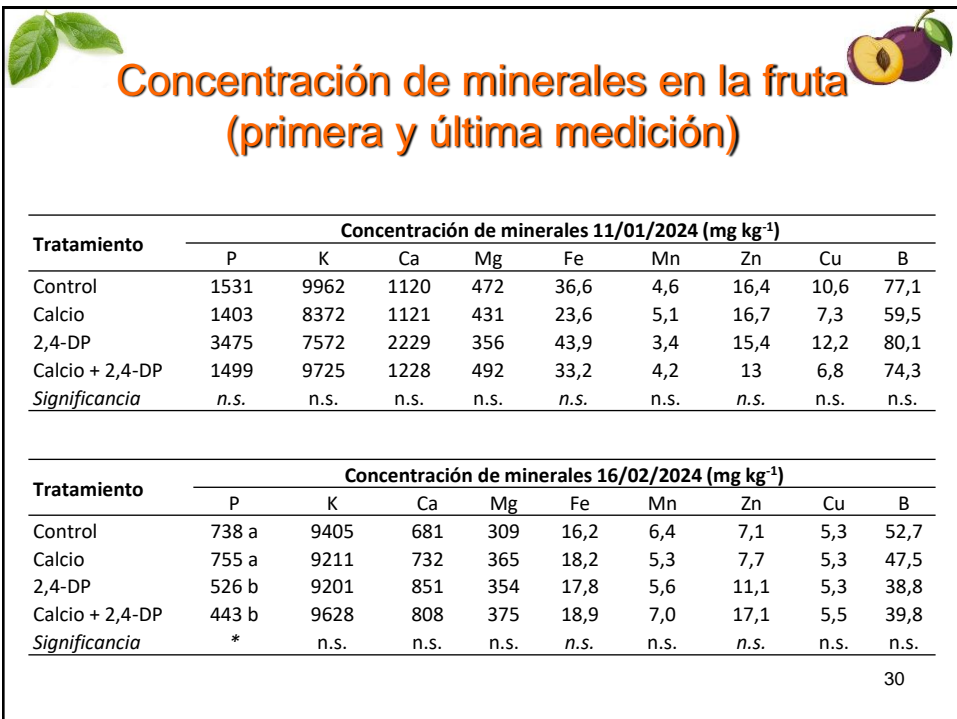 Concentración de minerales en la fruta
(primera y última medición)
Tratamiento
Concentración de minerales 11/01/2024 (mg kg⁻¹)
P K Ca Mg Fe Mn Zn Cu B
Control 1531 9962 1120 472 36,6 4,6 16,4 10,6 77,1
Calcio 1403 8372 1121 431 23,6 5,1 16,7 7,3 59,5
2,4-DP 3475 7572 2229 356 43,9 3,4 15,4 12,2 80,1
Calcio + 2,4-DP 1499 9725 1228 492 33,2 4,2 13 6,8 74,3
Significancia n.s. n.s. n.s. n.s. n.s. n.s. n.s. n.s. n.s.
Tratamiento
Concentración de minerales 16/02/2024 (mg kg⁻¹)
P K Ca Mg Fe Mn Zn Cu B
Control 738 a 9405 681 309 16,2 6,4 7,1 5,3 52,7
Calcio 755 a 9211 732 365 18,2 5,3 7,7 5,3 47,5
2,4-DP 526 b 9201 851 354 17,8 5,6 11,1 5,3 38,8
Calcio + 2,4-DP 443 b 9628 808 375 18,9 7,0 17,1 5,5 39,8
Significancia * n.s. n.s. n.s. n.s. n.s. n.s. n.s. n.s.
30